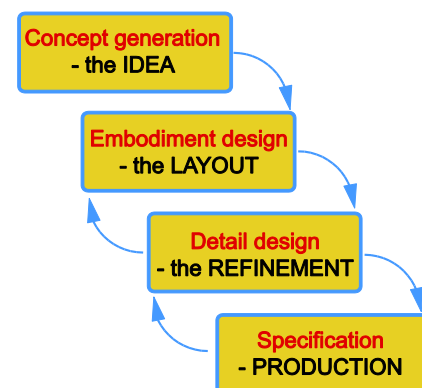 Concept generation
- the IDEA
Embodiment design
- the LAYOUT
Detail design
- the REFINEMENT
Specification
- PRODUCTION